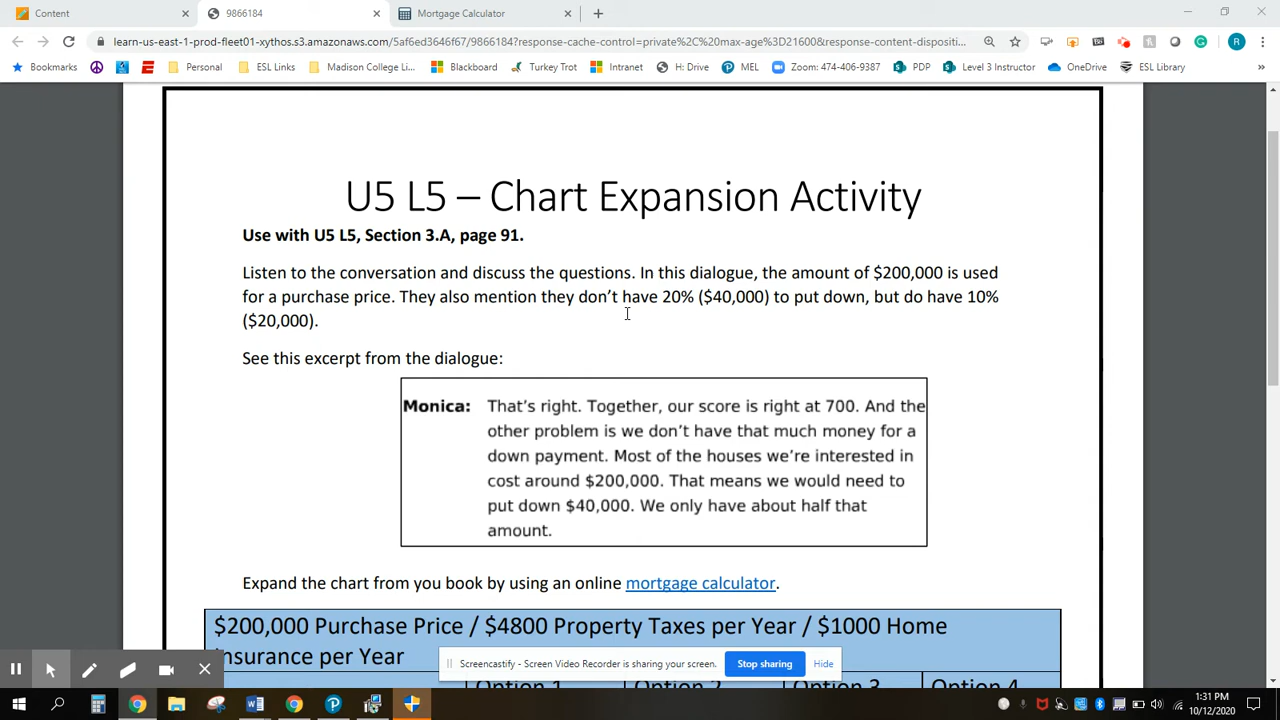 Content
9866184
Mortgage Calculator
learn-us-east-1-prod-fleet01-xythos.s3.amazonaws.com/5af6ed3646f67/9866184?response-cache-control=private%2C%20max-age%3D21600&response-content-dispositi...
Bookmarks
Personal
ESL Links
Madison College Li...
Blackboard
Turkey Trot
Intranet
H: Drive
MEL
Zoom: 474-486-9387
PDP
Level 3 Instructor
OneDrive
ESL Library
U5 L5 – Chart Expansion Activity
Use with U5 L5, Section 3.A, page 91.
Listen to the conversation and discuss the questions. In this dialogue, the amount of $200,000 is used
for a purchase price. They also mention they don't have 20% ($40,000) to put down, but do have 10%
($20,000).
See this excerpt from the dialogue:
Monica: That's right. Together, our score is right at 700. And the
other problem is we don't have that much money for a
down payment. Most of the houses we're interested in
cost around $200,000. That means we would need to
put down $40,000. We only have about half that
amount.
Expand the chart from you book by using an online mortgage calculator.
$200,000 Purchase Price / $4800 Property Taxes per Year / $1000 Home
Insurance per Year
Option 1 Option 2 Option 3 Option 4
Screencastify - Screen Video Recorder is sharing your screen.
Stop sharing
Hide
1:31 PM
10/12/2020